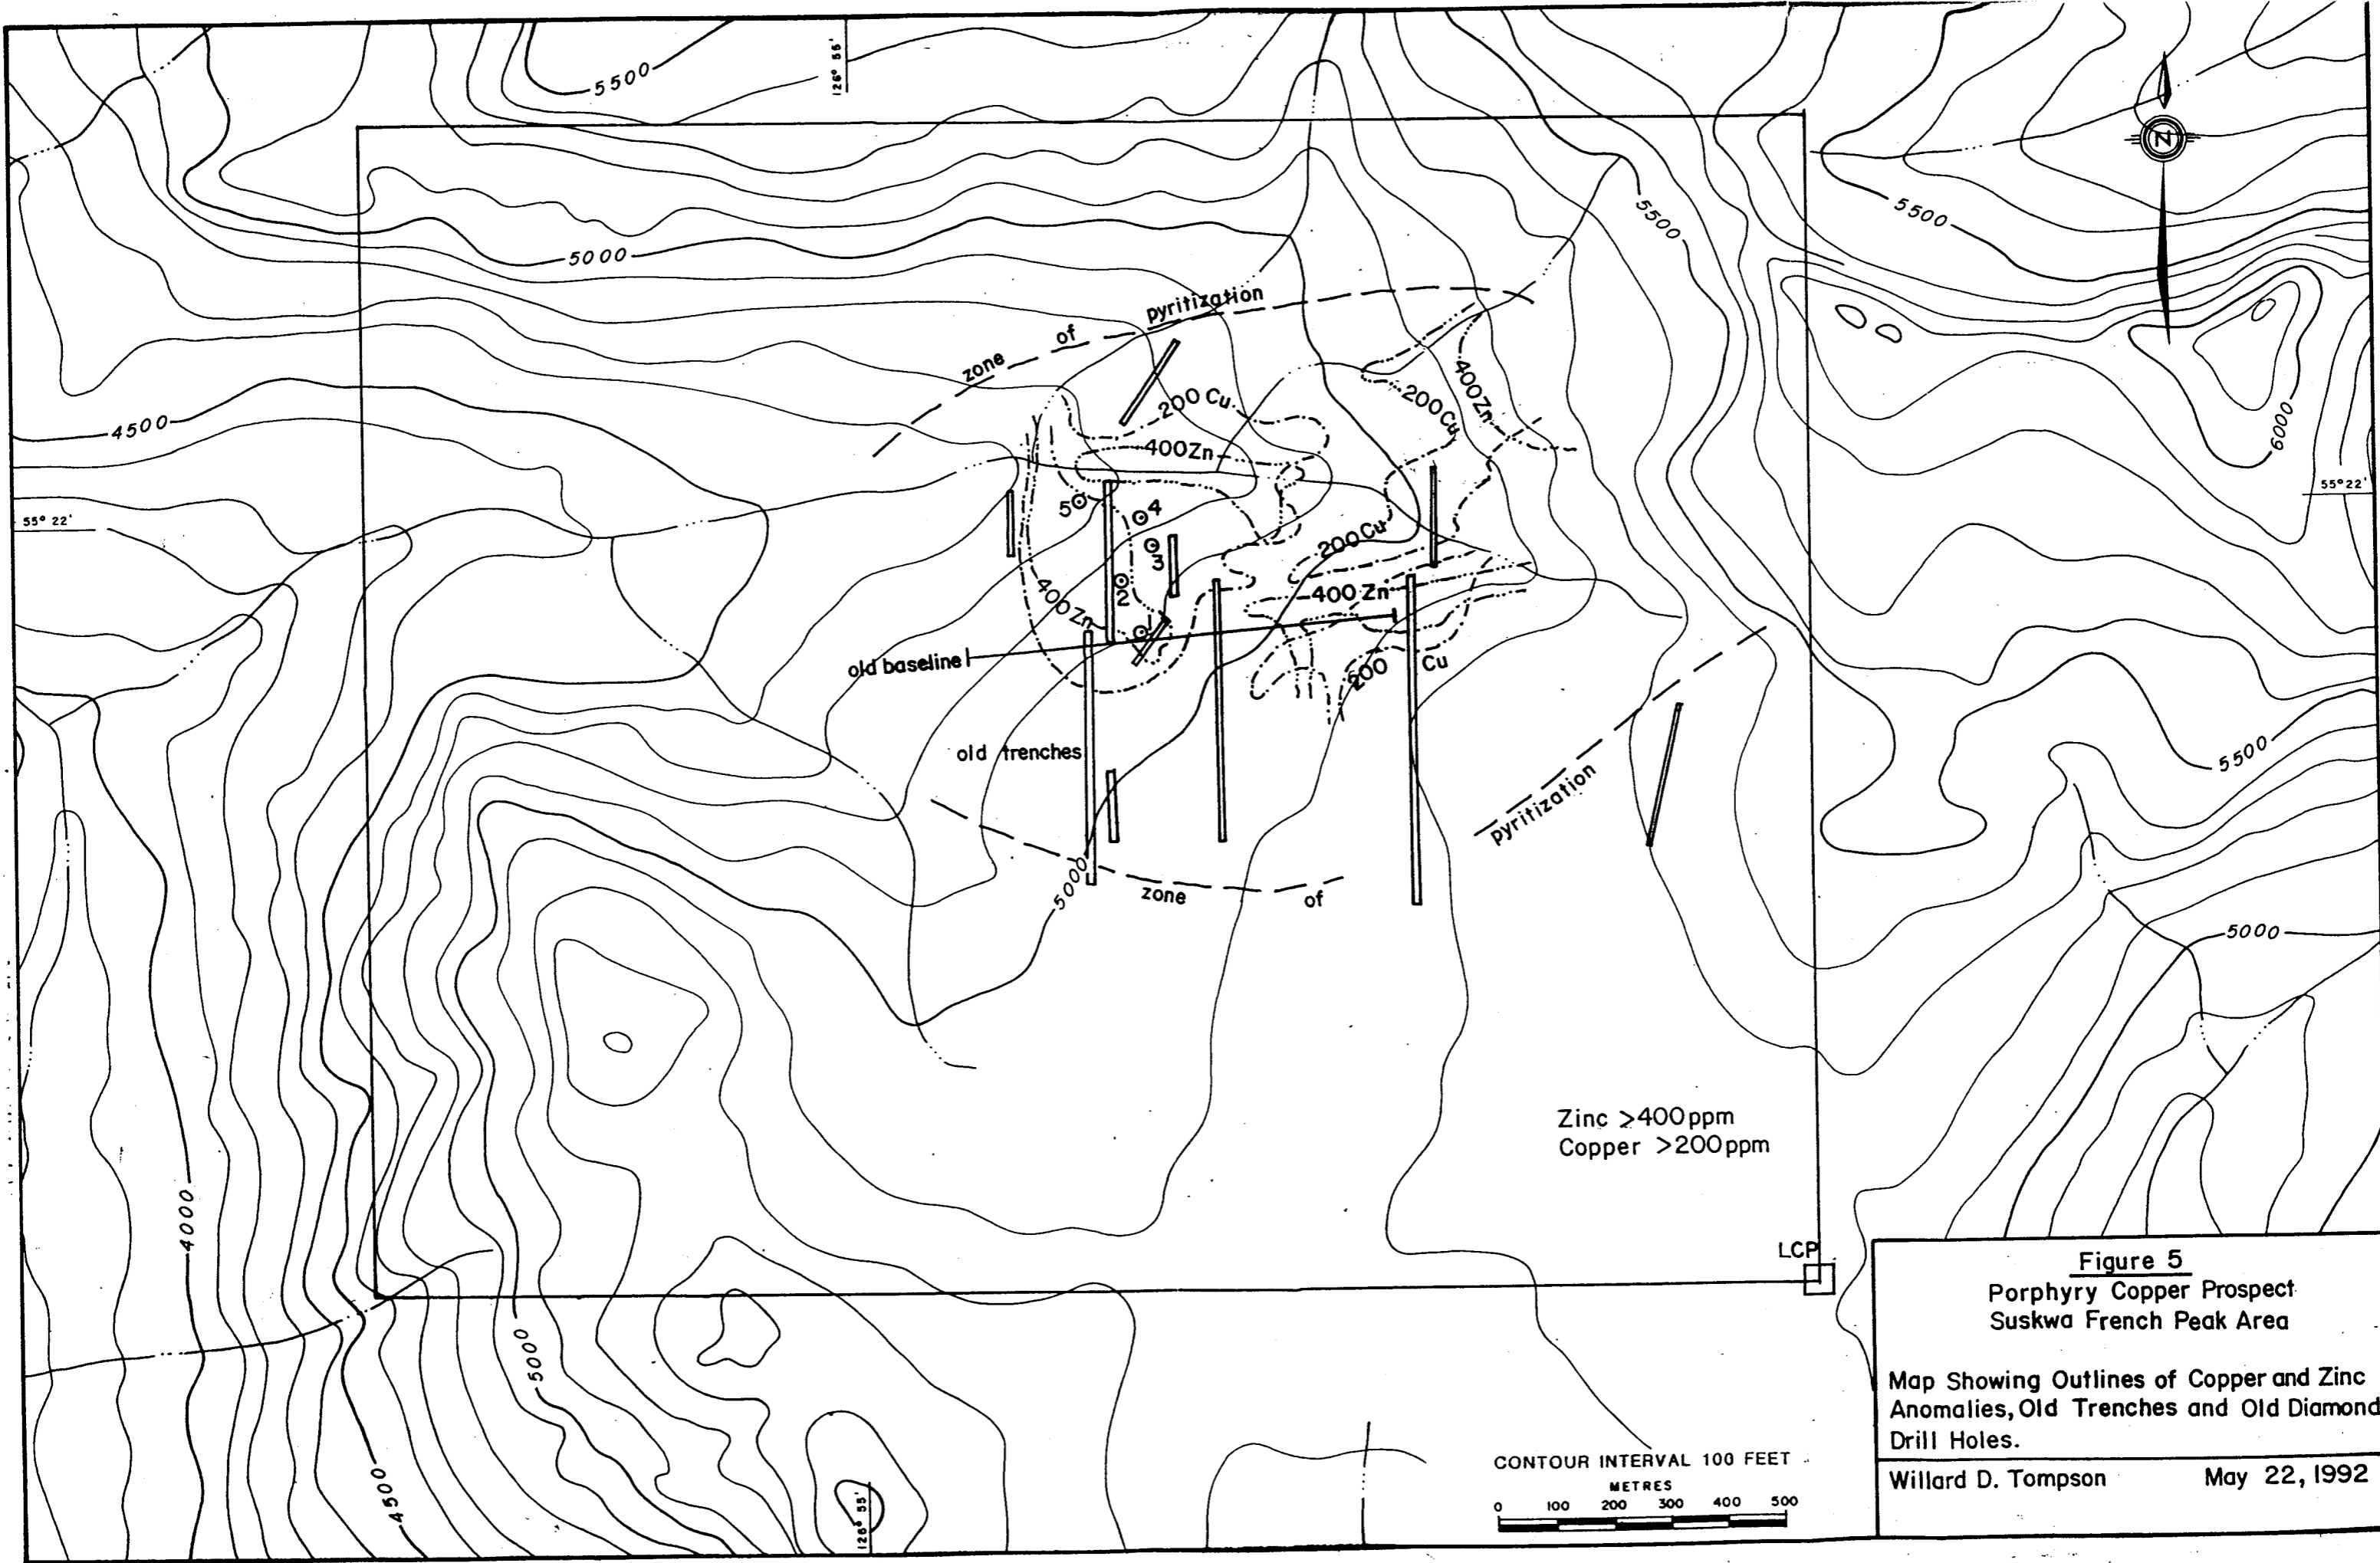 126° 55'
5500
N
5500
5500
5000
zone of pyritization
6000
4500
200 Cu
400 Zn
200 Cu
400 Zn
55° 22'
55° 22'
5
4
3
2
1
200 Cu
400 Zn
400 Zn
old baseline
200 Cu
old trenches
5500
pyritization
5000
zone of
5000
Zinc >400 ppm
Copper >200 ppm
4000
LCP
5000
4500
126° 55'
CONTOUR INTERVAL 100 FEET
METRES
0 100 200 300 400 500
Figure 5
Porphyry Copper Prospect
Suskwa French Peak Area
Map Showing Outlines of Copper and Zinc
Anomalies, Old Trenches and Old Diamond
Drill Holes.
Willard D. Tompson May 22, 1992